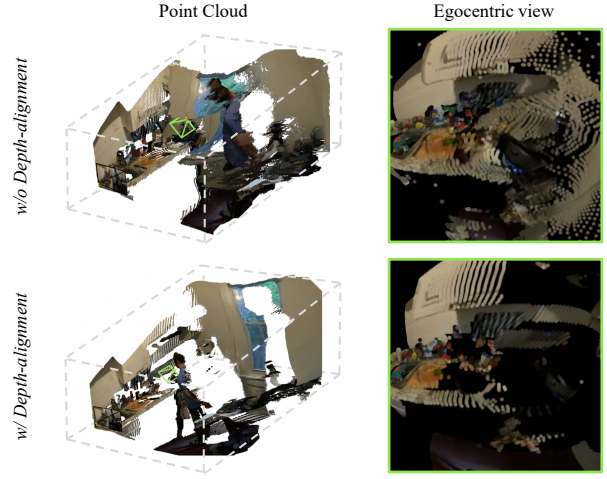 Point Cloud
Egocentric view
w/o Depth-alignment
w/ Depth-alignment